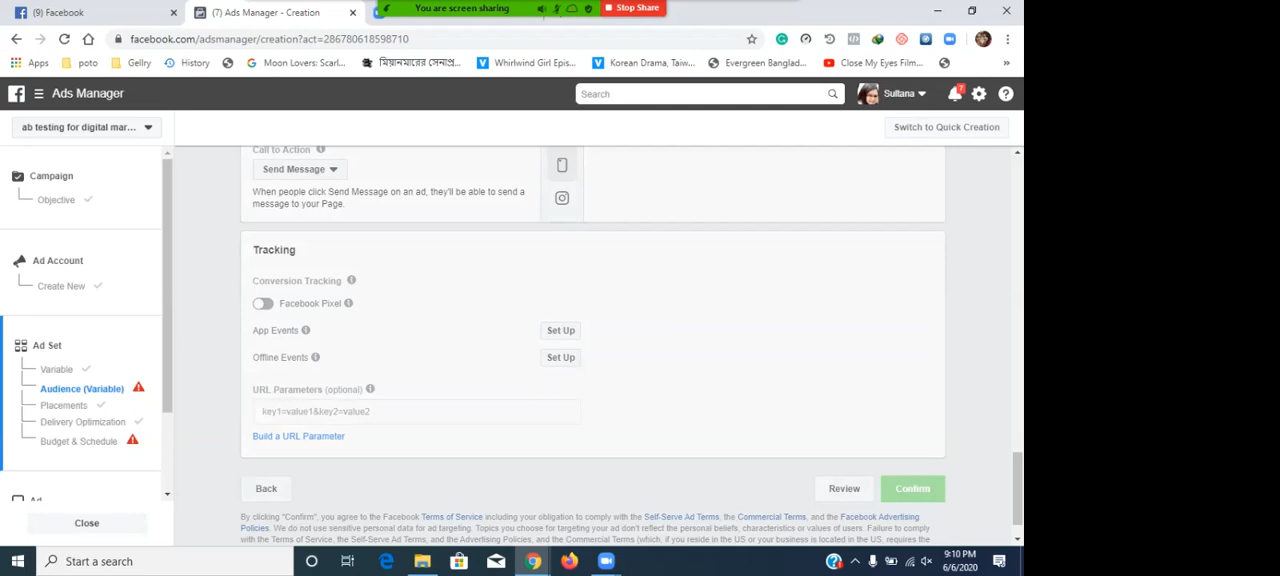 (9) Facebook
(7) Ads Manager - Creation
You are screen sharing
Stop Share
facebook.com/adsmanager/creation?act=286780618598710
Apps
poto
Gellry
History
Moon Lovers: Scarl...
মিয়ানমারের সেনাপ্র...
Whirlwind Girl Epis...
Korean Drama, Taiw...
Evergreen Banglad...
Close My Eyes Film...
»
Ads Manager
Search
Sultana
7
ab testing for digital mar...
Switch to Quick Creation
Campaign
Objective
Ad Account
Create New
Ad Set
Variable
Audience (Variable)
Placements
Delivery Optimization
Budget & Schedule
Ad
Close
Call to Action
Send Message
When people click Send Message on an ad, they'll be able to send a
message to your Page.
Tracking
Conversion Tracking
Facebook Pixel
App Events
Set Up
Offline Events
Set Up
URL Parameters (optional)
key1=value1&key2=value2
Build a URL Parameter
Back
Review
Confirm
By clicking "Confirm", you agree to the Facebook Terms of Service including your obligation to comply with the Self-Serve Ad Terms, the Commercial Terms, and the Facebook Advertising
Policies. We do not use sensitive personal data for ad targeting. Topics you choose for targeting your ad don't reflect the personal beliefs, characteristics or values of users. Failure to
comply with the Terms of Service, the Self-Serve Ad Terms, the Advertising Policies, and the Commercial Terms (which, if you reside in the US or your business is located in the US, requires the
Start a search
9:10 PM
6/6/2020